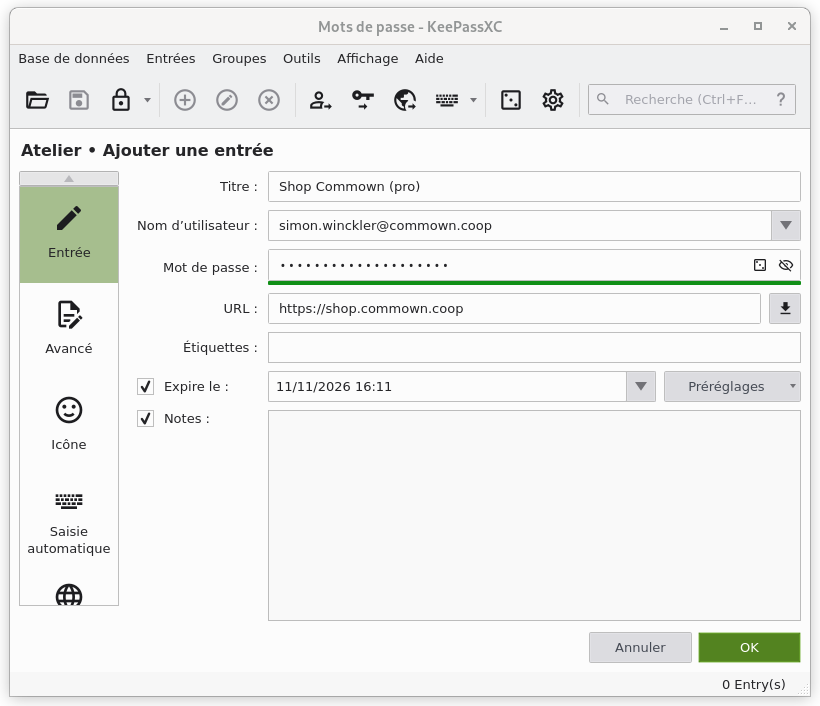 Mots de passe - KeePassXC
Base de données Entrées Groupes Outils Affichage Aide
Recherche (Ctrl+F... ?
Atelier • Ajouter une entrée
Entrée
Avancé
Icône
Saisie
automatique
Titre : Shop Commown (pro)
Nom d’utilisateur : simon.winckler@commown.coop
Mot de passe : ••••••••••••••••••••
URL : https://shop.commown.coop
Étiquettes :
Expire le : 11/11/2026 16:11 Préréglages
Notes :
Annuler OK
0 Entry(s)